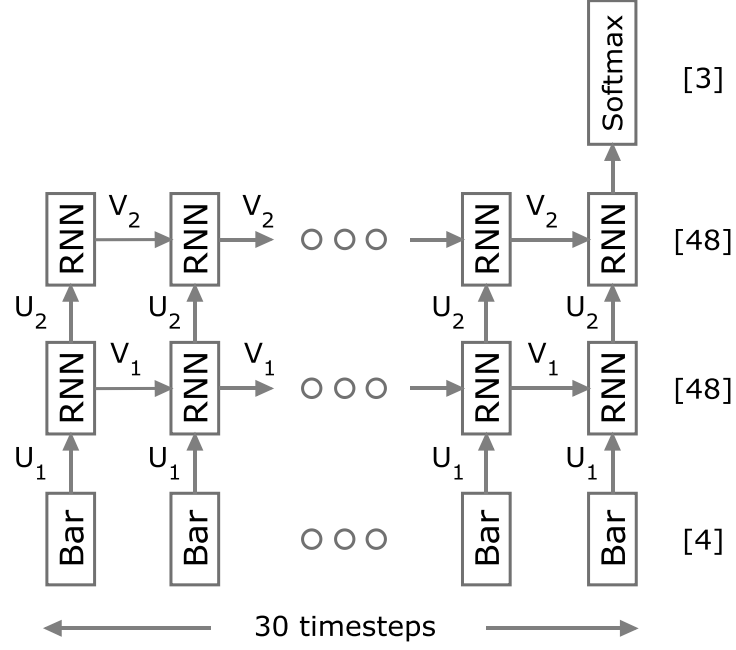 Softmax [3]
V2 V2 V2
RNN RNN RNN RNN [48]
U2 U2 U2 U2
V1 V1 V1
RNN RNN RNN RNN [48]
U1 U1 U1 U1
Bar Bar Bar Bar [4]
30 timesteps